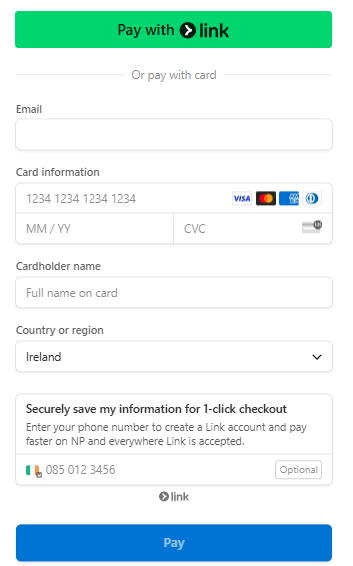 Pay with link
Or pay with card
Email
Card information
1234 1234 1234 1234 VISA
MM / YY CVC
Cardholder name
Full name on card
Country or region
Ireland
Securely save my information for 1-click checkout
Enter your phone number to create a Link account and pay
faster on NP and everywhere Link is accepted.
085 012 3456 Optional
link
Pay